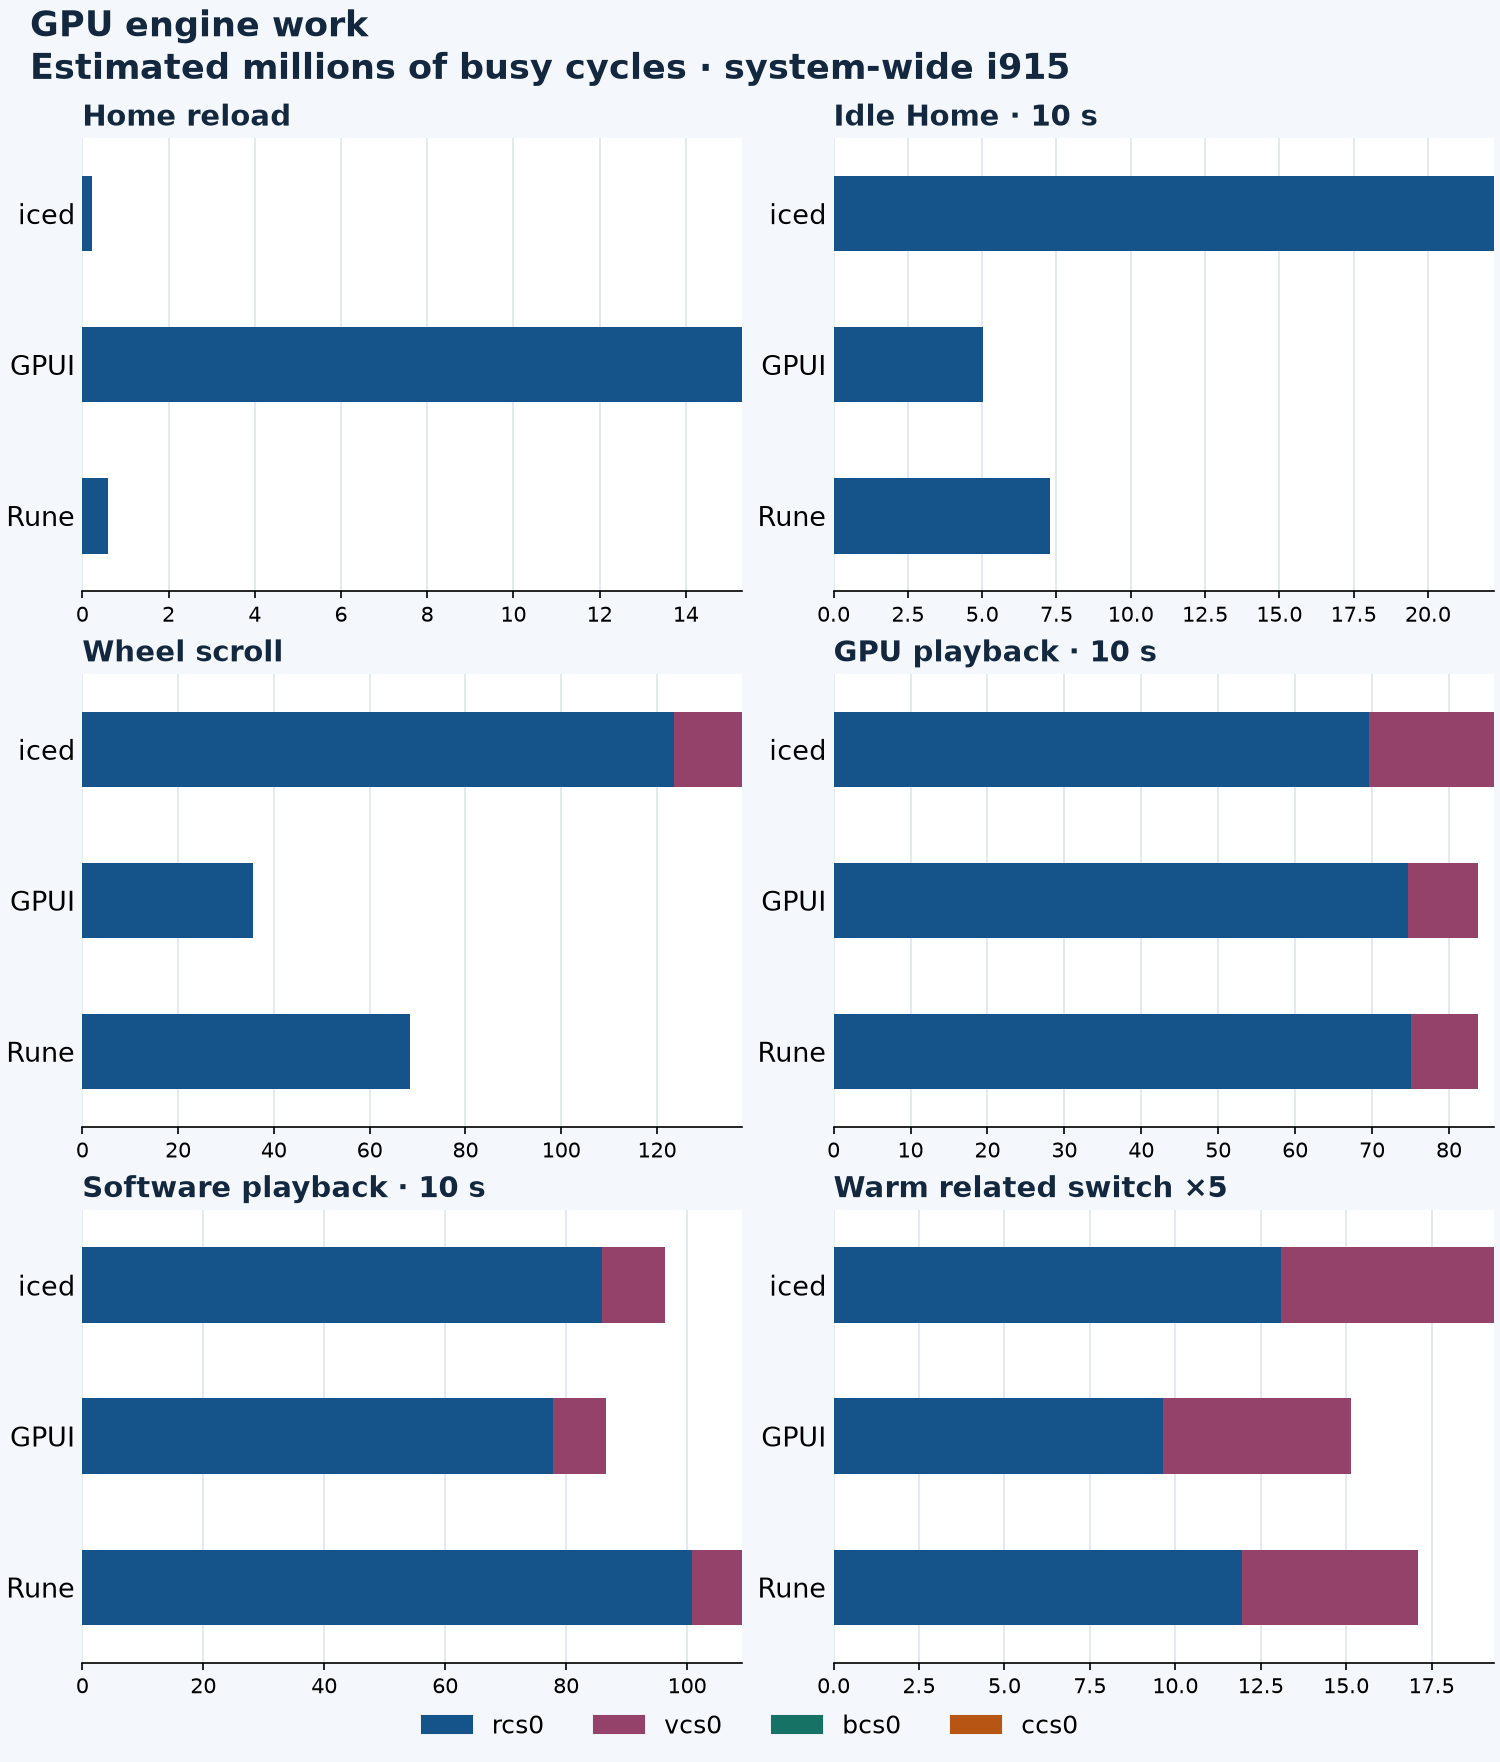 GPU engine work
Estimated millions of busy cycles · system-wide i915
Home reload
iced
GPUI
Rune
0 2 4 6 8 10 12 14
Idle Home · 10 s
iced
GPUI
Rune
0.0 2.5 5.0 7.5 10.0 12.5 15.0 17.5 20.0
Wheel scroll
iced
GPUI
Rune
0 20 40 60 80 100 120
GPU playback · 10 s
iced
GPUI
Rune
0 10 20 30 40 50 60 70 80
Software playback · 10 s
iced
GPUI
Rune
0 20 40 60 80 100
Warm related switch ×5
iced
GPUI
Rune
0.0 2.5 5.0 7.5 10.0 12.5 15.0 17.5
rcs0 vcs0 bcs0 ccs0